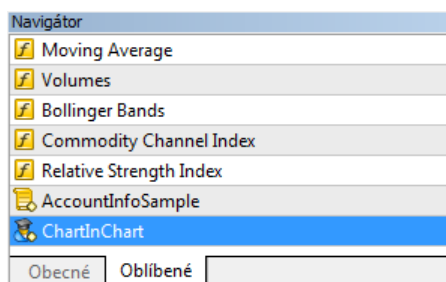 Navigátor
Moving Average
Volumes
Bollinger Bands
Commodity Channel Index
Relative Strength Index
AccountInfoSample
ChartInChart
Obecné Oblíbené